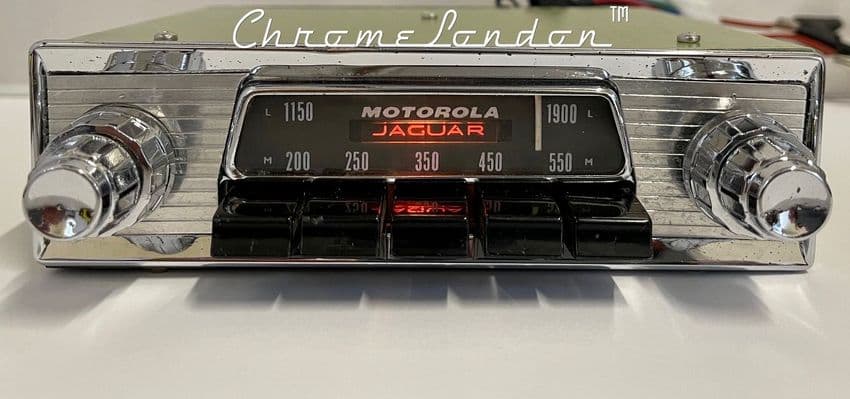 ChromeLondon™
L 1150 MOTOROLA 1900 L
JAGUAR
M 200 250 350 450 550 M